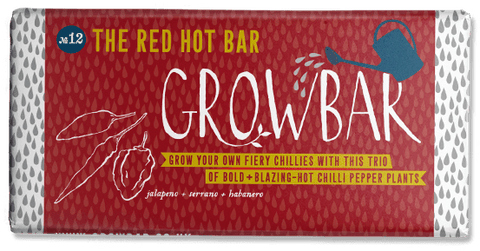 №12 THE RED HOT BAR
GROWBAR
GROW YOUR OWN FIERY CHILLIES WITH THIS TRIO
OF BOLD + BLAZING-HOT CHILLI PEPPER PLANTS
jalapeno + serrano + habanero